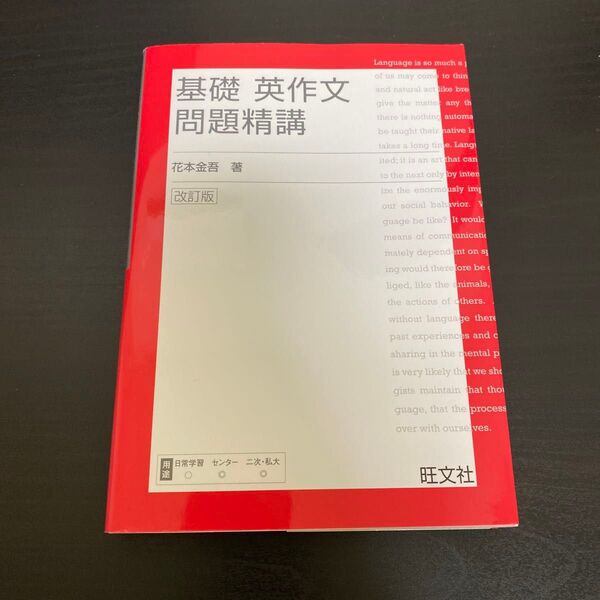 基礎 英作文
問題精講
花本金吾 著
改訂版
Language is so much a p
of us may come to thin
and natural act like bre
give the matter any th
there is nothing automa
be taught their native la
takes a long time. Langu
ited; it is an art that can
to the next only by inten
ize the enormously imp
our social behavior. W
guage be like? It would
means of communicatio
mately dependent on sp
ing would therefore be g
liged, like the animals,
the actions of others.
without language there
past experiences and c
sharing in the mental p
is very likely that we sho
gists maintain that thou
guage, that the process
over with ourselves.
用途 日常学習 センター 二次・私大
○ ◎ ◎
旺文社